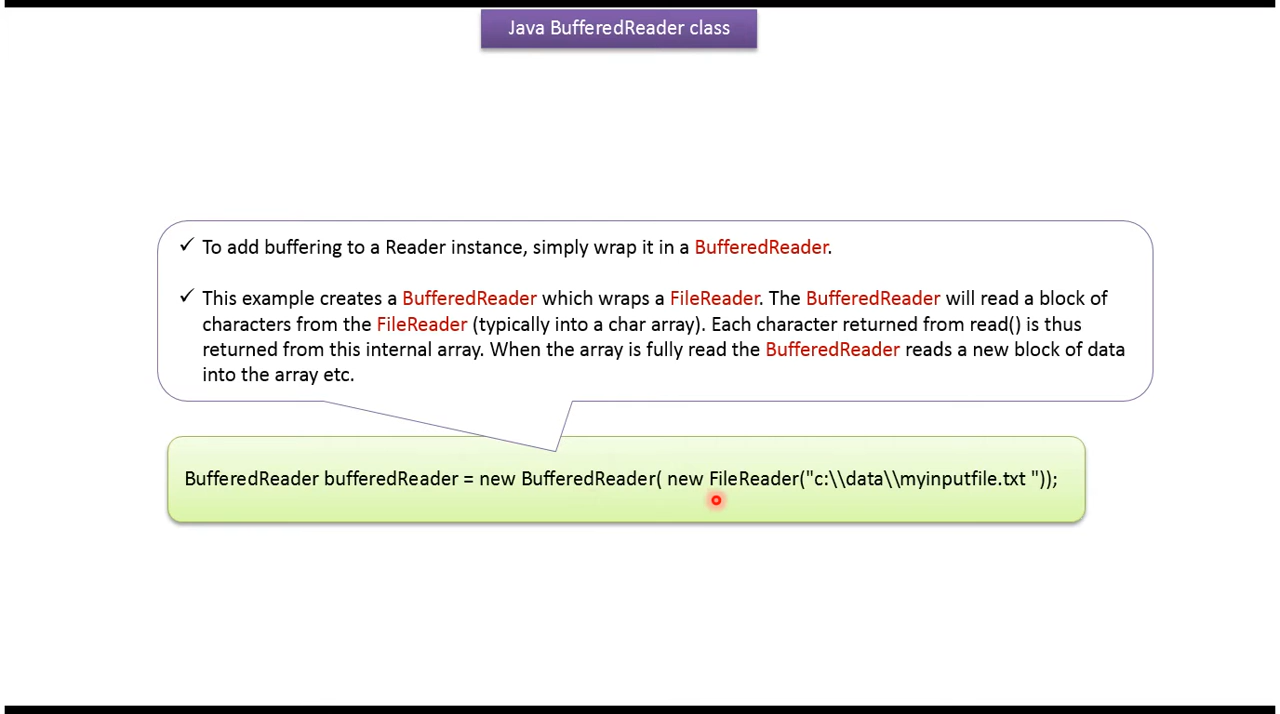 Java BufferedReader class
✓ To add buffering to a Reader instance, simply wrap it in a BufferedReader.
✓ This example creates a BufferedReader which wraps a FileReader. The BufferedReader will read a block of
characters from the FileReader (typically into a char array). Each character returned from read() is thus
returned from this internal array. When the array is fully read the BufferedReader reads a new block of data
into the array etc.
BufferedReader bufferedReader = new BufferedReader( new FileReader("c:\\data\\myinputfile.txt "));